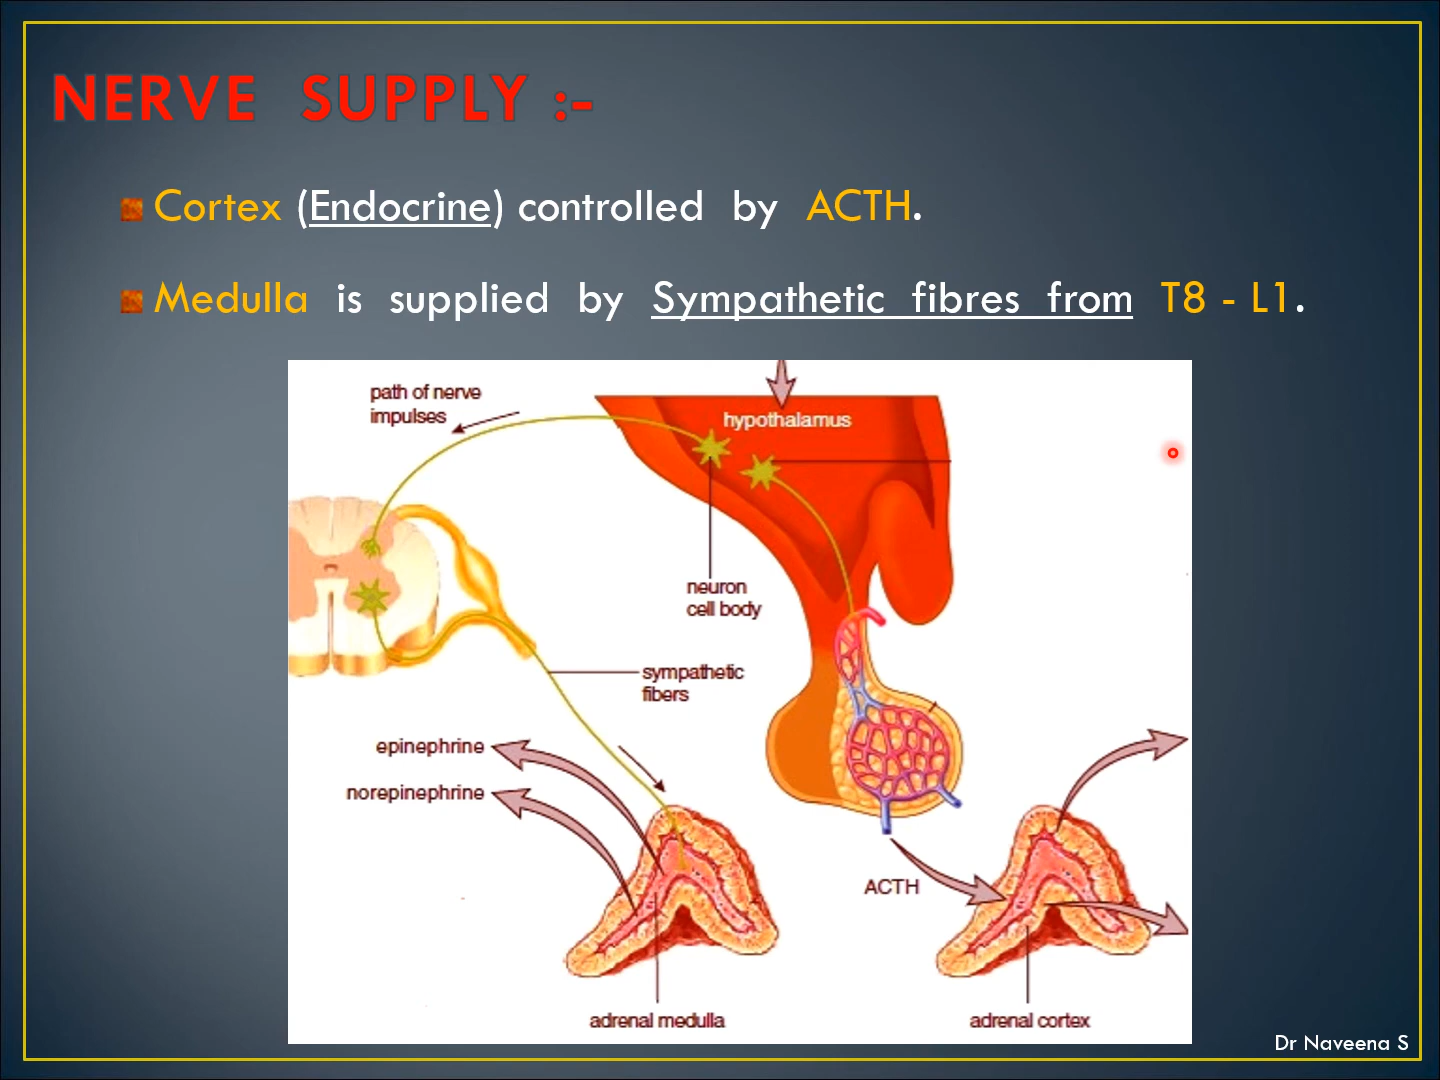 NERVE SUPPLY :-
Cortex (Endocrine) controlled by ACTH.
Medulla is supplied by Sympathetic fibres from T8 - L1.
path of nerve
impulses
hypothalamus
neuron
cell body
sympathetic
fibers
epinephrine
norepinephrine
ACTH
adrenal medulla
adrenal cortex
Dr Naveena S